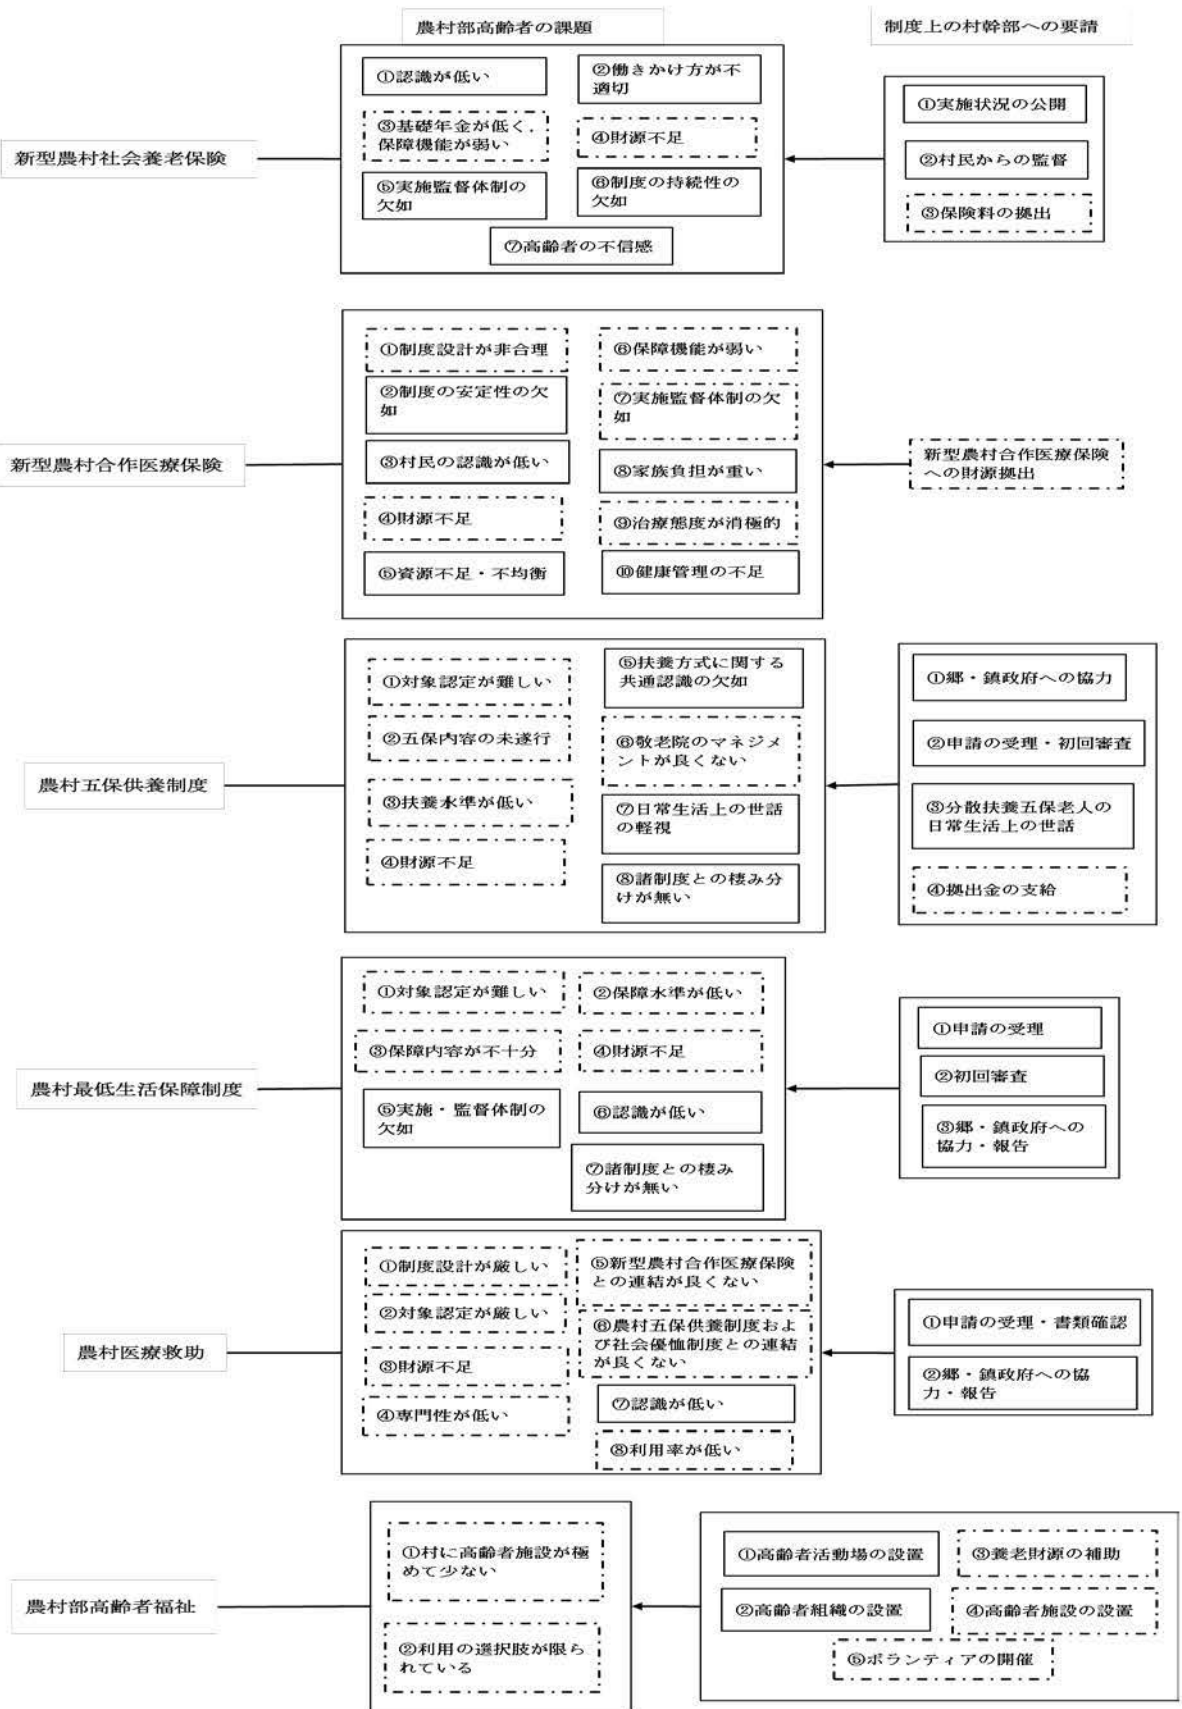 農村部高齢者の課題
制度上の村幹部への要請
新型農村社会養老保険
①認識が低い
②働きかけ方が不
適切
③基礎年金が低く、
保障機能が弱い
④財源不足
⑤実施監督体制の
欠如
⑥制度の持続性の
欠如
⑦高齢者の不信感
①実施状況の公開
②村民からの監督
③保険料の拠出
新型農村合作医療保険
①制度設計が非合理
②制度の安定性の欠
如
③村民の認識が低い
④財源不足
⑤資源不足・不均衡
⑥保障機能が弱い
⑦実施監督体制の欠
如
⑧家族負担が重い
⑨治療態度が消極的
⑩健康管理の不足
新型農村合作医療保険
への財源拠出
農村五保供養制度
①対象認定が難しい
②五保内容の未遂行
③扶養水準が低い
④財源不足
⑤扶養方式に関する
共通認識の欠如
⑥敬老院のマネジメ
ントが良くない
⑦日常生活上の世話
の軽視
⑧諸制度との棲み分
けが無い
①郷・鎮政府への協力
②申請の受理・初回審査
③分散扶養五保老人の
日常生活上の世話
④拠出金の支給
農村最低生活保障制度
①対象認定が難しい
②保障水準が低い
③保障内容が不十分
④財源不足
⑤実施・監督体制の
欠如
⑥認識が低い
⑦諸制度との棲み
分けが無い
①申請の受理
②初回審査
③郷・鎮政府への
協力・報告
農村医療救助
①制度設計が厳しい
②対象認定が厳しい
③財源不足
④専門性が低い
⑤新型農村合作医療保険
との連結が良くない
⑥農村五保供養制度およ
び社会優恤制度との連結
が良くない
⑦認識が低い
⑧利用率が低い
①申請の受理・書類確認
②郷・鎮政府への協
力・報告
農村部高齢者福祉
①村に高齢者施設が極
めて少ない
②利用の選択肢が限ら
れている
①高齢者活動場の設置
②高齢者組織の設置
③養老財源の補助
④高齢者施設の設置
⑤ボランティアの開催